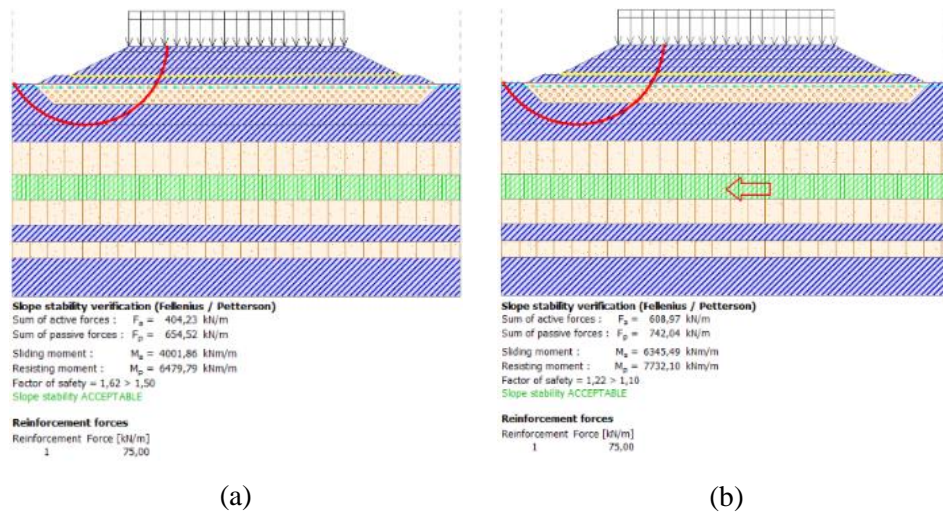 Slope stability verification (Fellenius / Petterson)
Sum of active forces : Fa = 404,23 kN/m
Sum of passive forces : Fp = 654,52 kN/m
Sliding moment : Ma = 4001,86 kNm/m
Resisting moment : Mp = 6479,79 kNm/m
Factor of safety = 1,62 > 1,50
Slope stability ACCEPTABLE
Reinforcement forces
Reinforcement Force [kN/m]
1 75,00
(a)
Slope stability verification (Fellenius / Petterson)
Sum of active forces : Fa = 608,97 kN/m
Sum of passive forces : Fp = 742,04 kN/m
Sliding moment : Ma = 6345,49 kNm/m
Resisting moment : Mp = 7732,10 kNm/m
Factor of safety = 1,22 > 1,10
Slope stability ACCEPTABLE
Reinforcement forces
Reinforcement Force [kN/m]
1 75,00
(b)